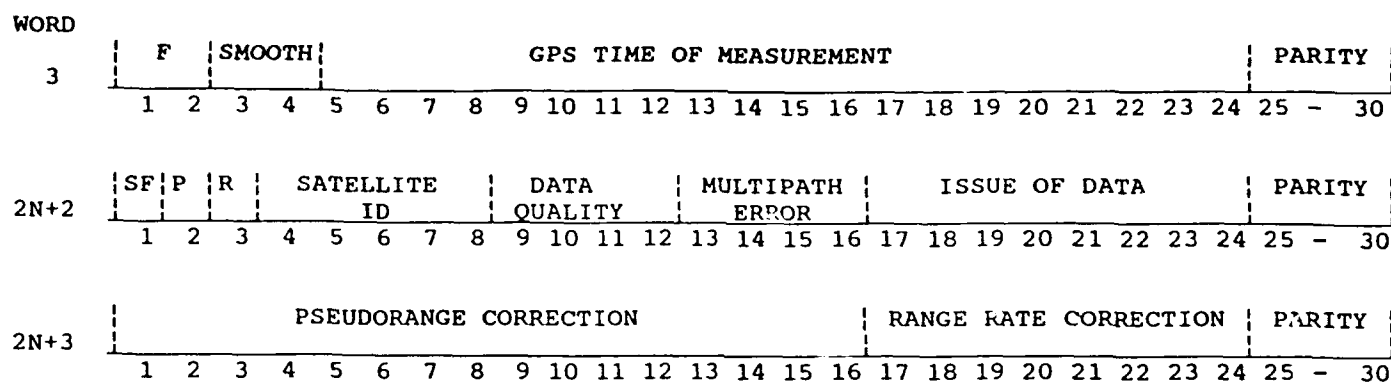 WORD
F SMOOTH GPS TIME OF MEASUREMENT PARITY
3
1 2 3 4 5 6 7 8 9 10 11 12 13 14 15 16 17 18 19 20 21 22 23 24 25 - 30
SF P R SATELLITE DATA MULTIPATH ISSUE OF DATA PARITY
2N+2 ID QUALITY ERROR
1 2 3 4 5 6 7 8 9 10 11 12 13 14 15 16 17 18 19 20 21 22 23 24 25 - 30
PSEUDORANGE CORRECTION RANGE RATE CORRECTION PARITY
2N+3
1 2 3 4 5 6 7 8 9 10 11 12 13 14 15 16 17 18 19 20 21 22 23 24 25 - 30